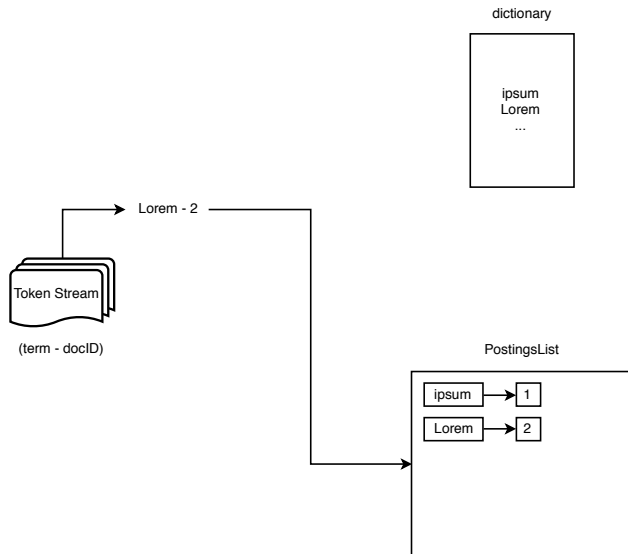 dictionary
ipsum
Lorem
...
Lorem - 2
Token Stream
(term - docID)
PostingsList
ipsum 1
Lorem 2